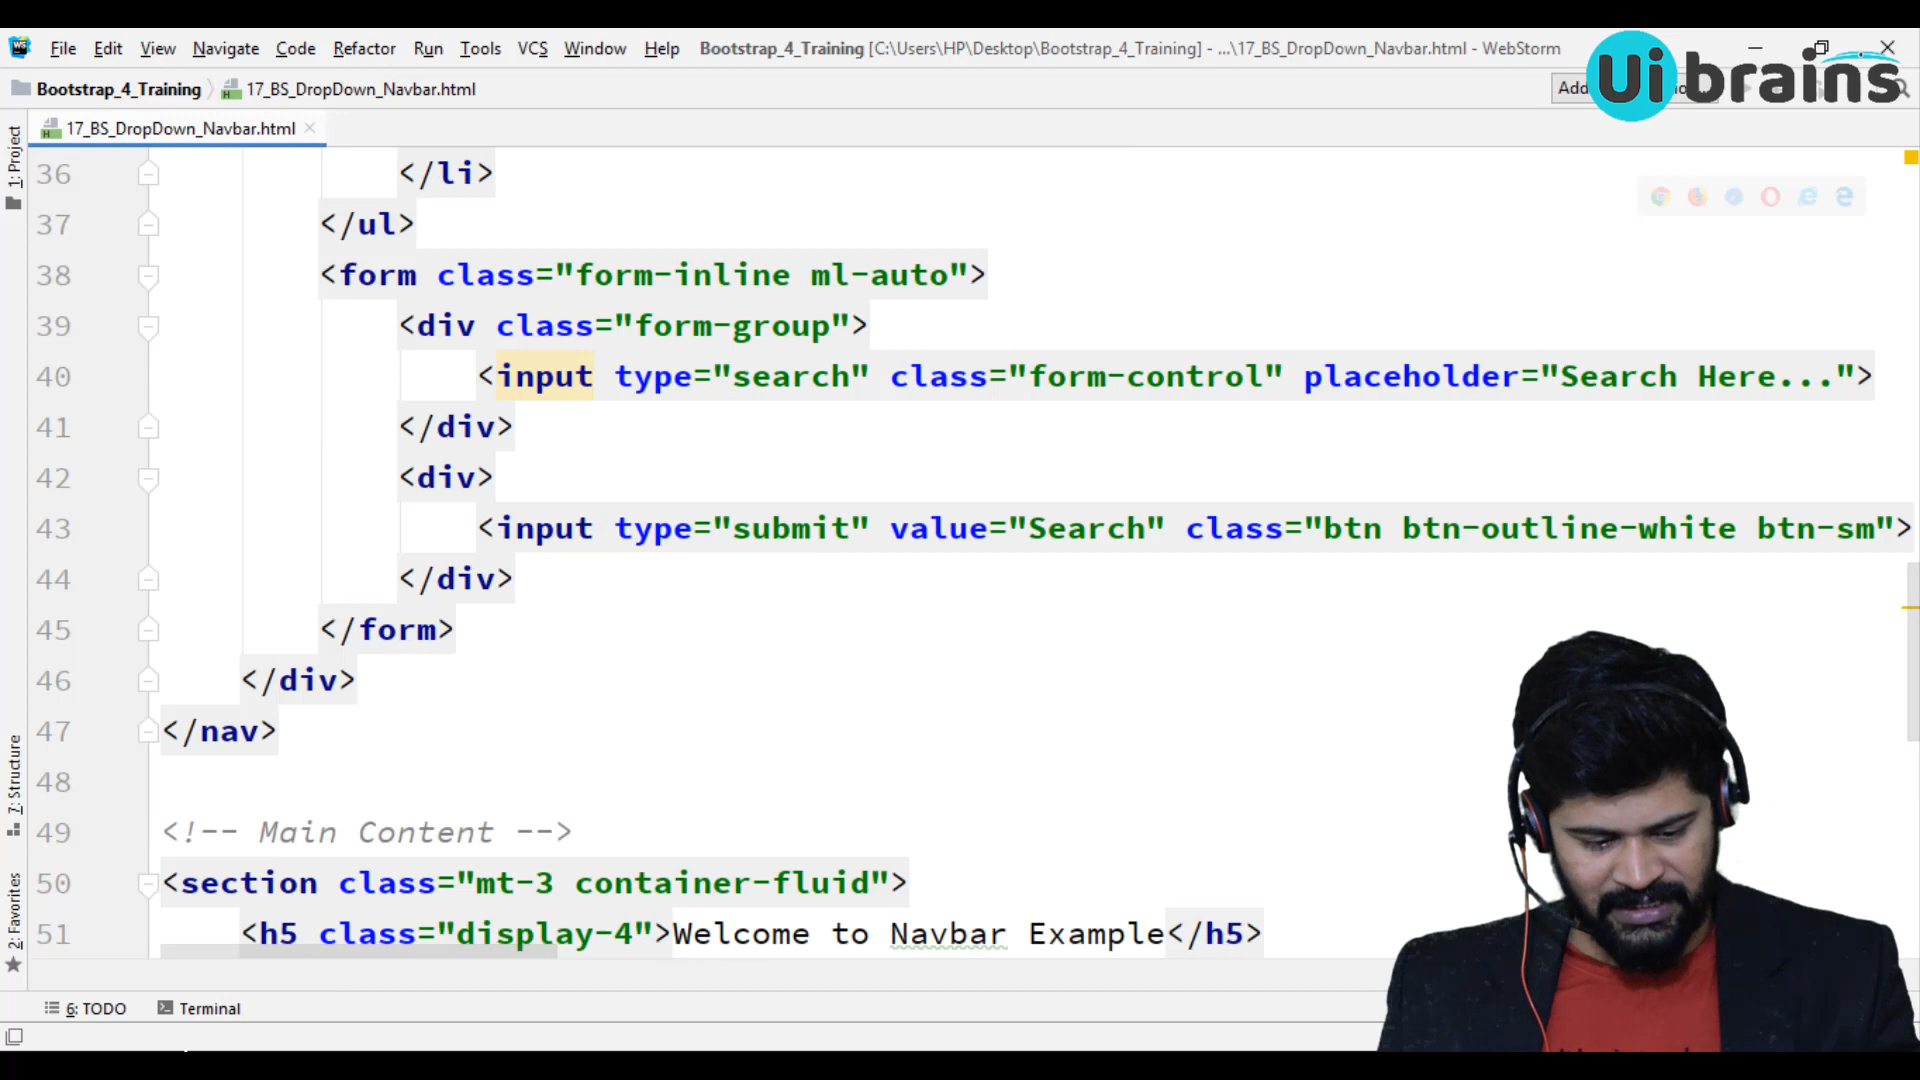 File Edit View Navigate Code Refactor Run Tools VCS Window Help Bootstrap_4_Training [C:\Users\HP\Desktop\Bootstrap_4_Training] - ...\17_BS_DropDown_Navbar.html - WebStorm
Bootstrap_4_Training 17_BS_DropDown_Navbar.html Add
Ui brains
17_BS_DropDown_Navbar.html
1: Project
7: Structure
2: Favorites
36 </li>
37 </ul>
38 <form class="form-inline ml-auto">
39 <div class="form-group">
40 <input type="search" class="form-control" placeholder="Search Here...">
41 </div>
42 <div>
43 <input type="submit" value="Search" class="btn btn-outline-white btn-sm">
44 </div>
45 </form>
46 </div>
47 </nav>
48
49 <!-- Main Content -->
50 <section class="mt-3 container-fluid">
51 <h5 class="display-4">Welcome to Navbar Example</h5>
6: TODO Terminal